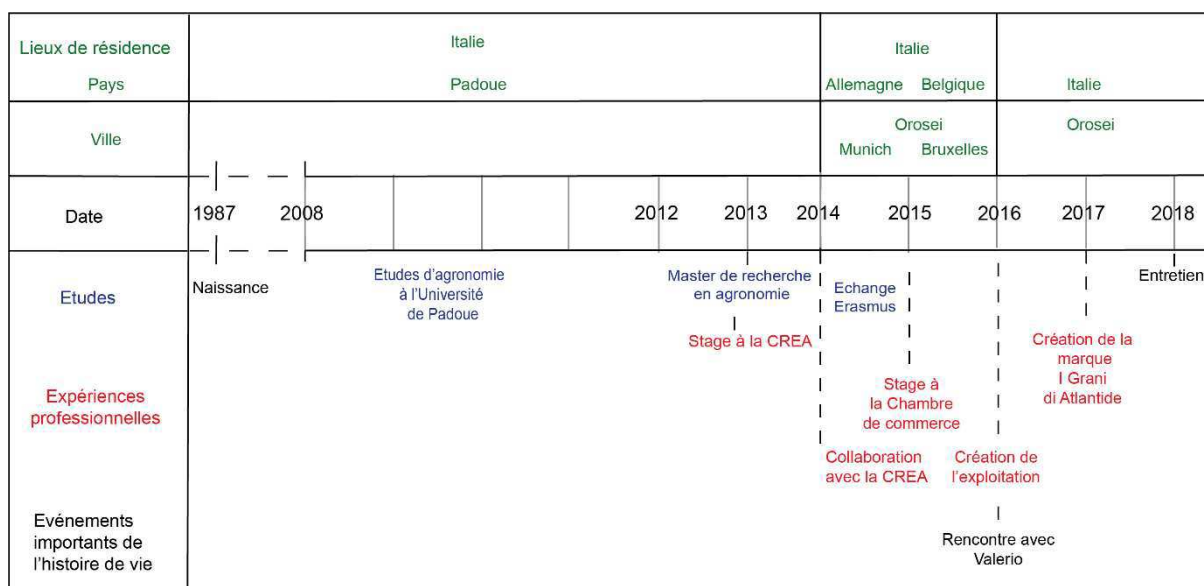 Lieux de résidence
Italie
Italie
Pays
Padoue
Allemagne Belgique
Italie
Ville
Orosei
Munich Bruxelles
Orosei
Date
1987 2008 2012 2013 2014 2015 2016 2017 2018
Etudes
Naissance
Etudes d'agronomie
à l'Université
de Padoue
Master de recherche
en agronomie
Echange
Erasmus
Entretien
Stage à la CREA
Création de la
marque
I Grani
di Atlantide
Expériences
professionnelles
Stage à
la Chambre
de commerce
Collaboration
avec la CREA
Création de
l'exploitation
Evénements
importants de
l'histoire de vie
Rencontre avec
Valerio